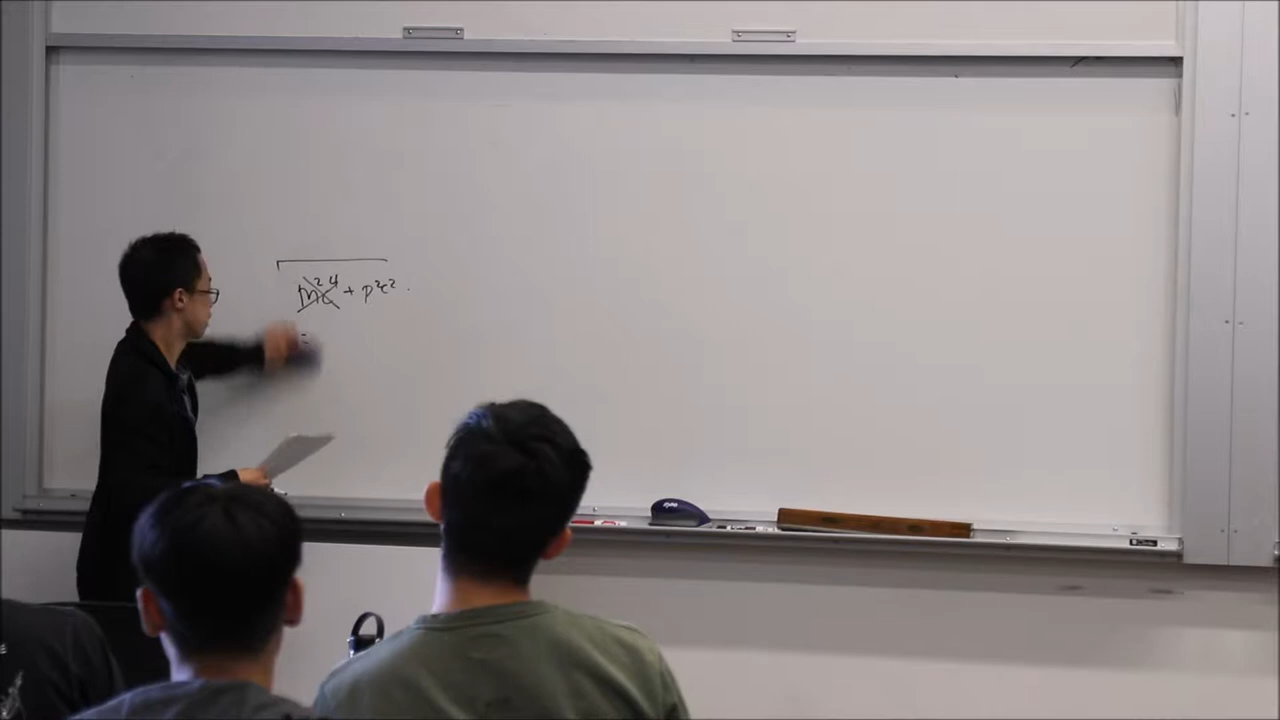 m²c⁴ + p²c².
=